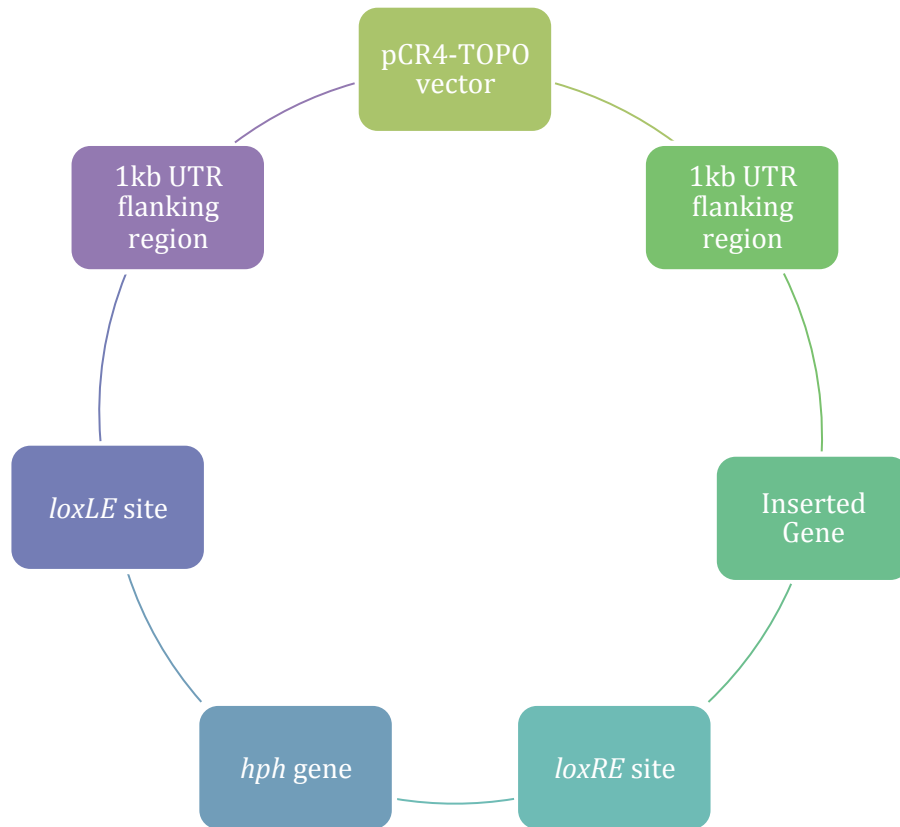 pCR4-TOPO
vector
1kb UTR
flanking
region
1kb UTR
flanking
region
loxLE site
Inserted
Gene
hph gene
loxRE site